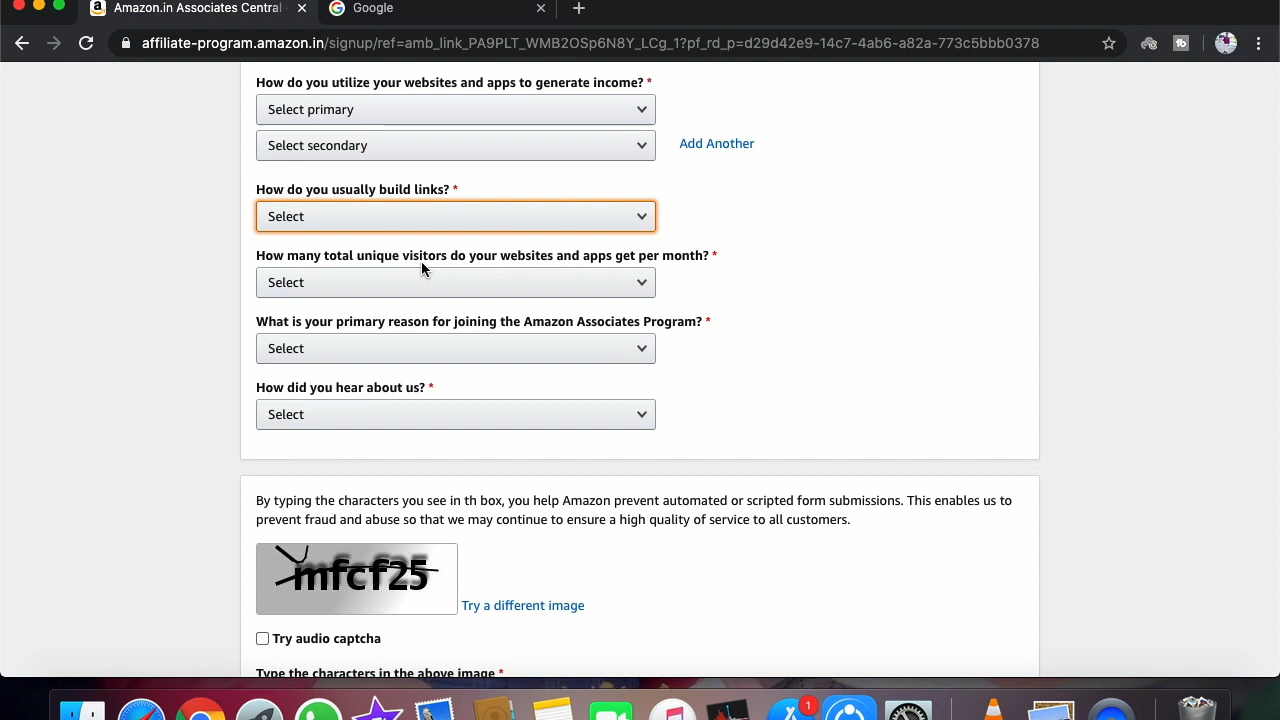 Amazon.in Associates Central
Google
affiliate-program.amazon.in/signup/ref=amb_link_PA9PLT_WMB2OSp6N8Y_LCg_1?pf_rd_p=d29d42e9-14c7-4ab6-a82a-773c5bbb0378
How do you utilize your websites and apps to generate income? *
Select primary
Select secondary
Add Another
How do you usually build links? *
Select
How many total unique visitors do your websites and apps get per month? *
Select
What is your primary reason for joining the Amazon Associates Program? *
Select
How did you hear about us? *
Select
By typing the characters you see in th box, you help Amazon prevent automated or scripted form submissions. This enables us to
prevent fraud and abuse so that we may continue to ensure a high quality of service to all customers.
mfcf25
Try a different image
Try audio captcha
Type the characters in the above image *
1